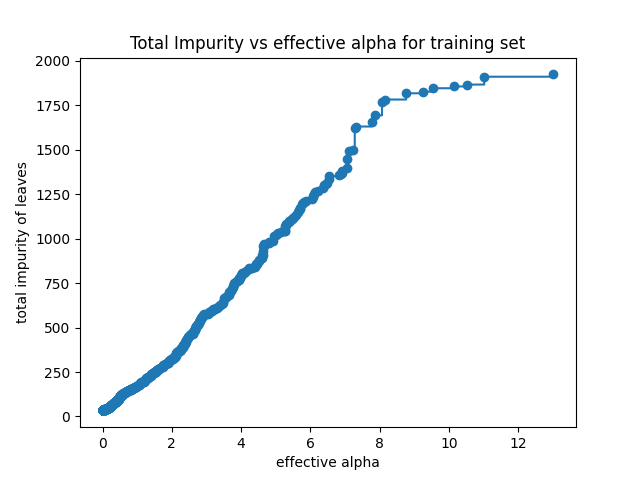 Total Impurity vs effective alpha for training set
2000
1750
1500
1250
1000
750
500
250
0
total impurity of leaves
0 2 4 6 8 10 12
effective alpha